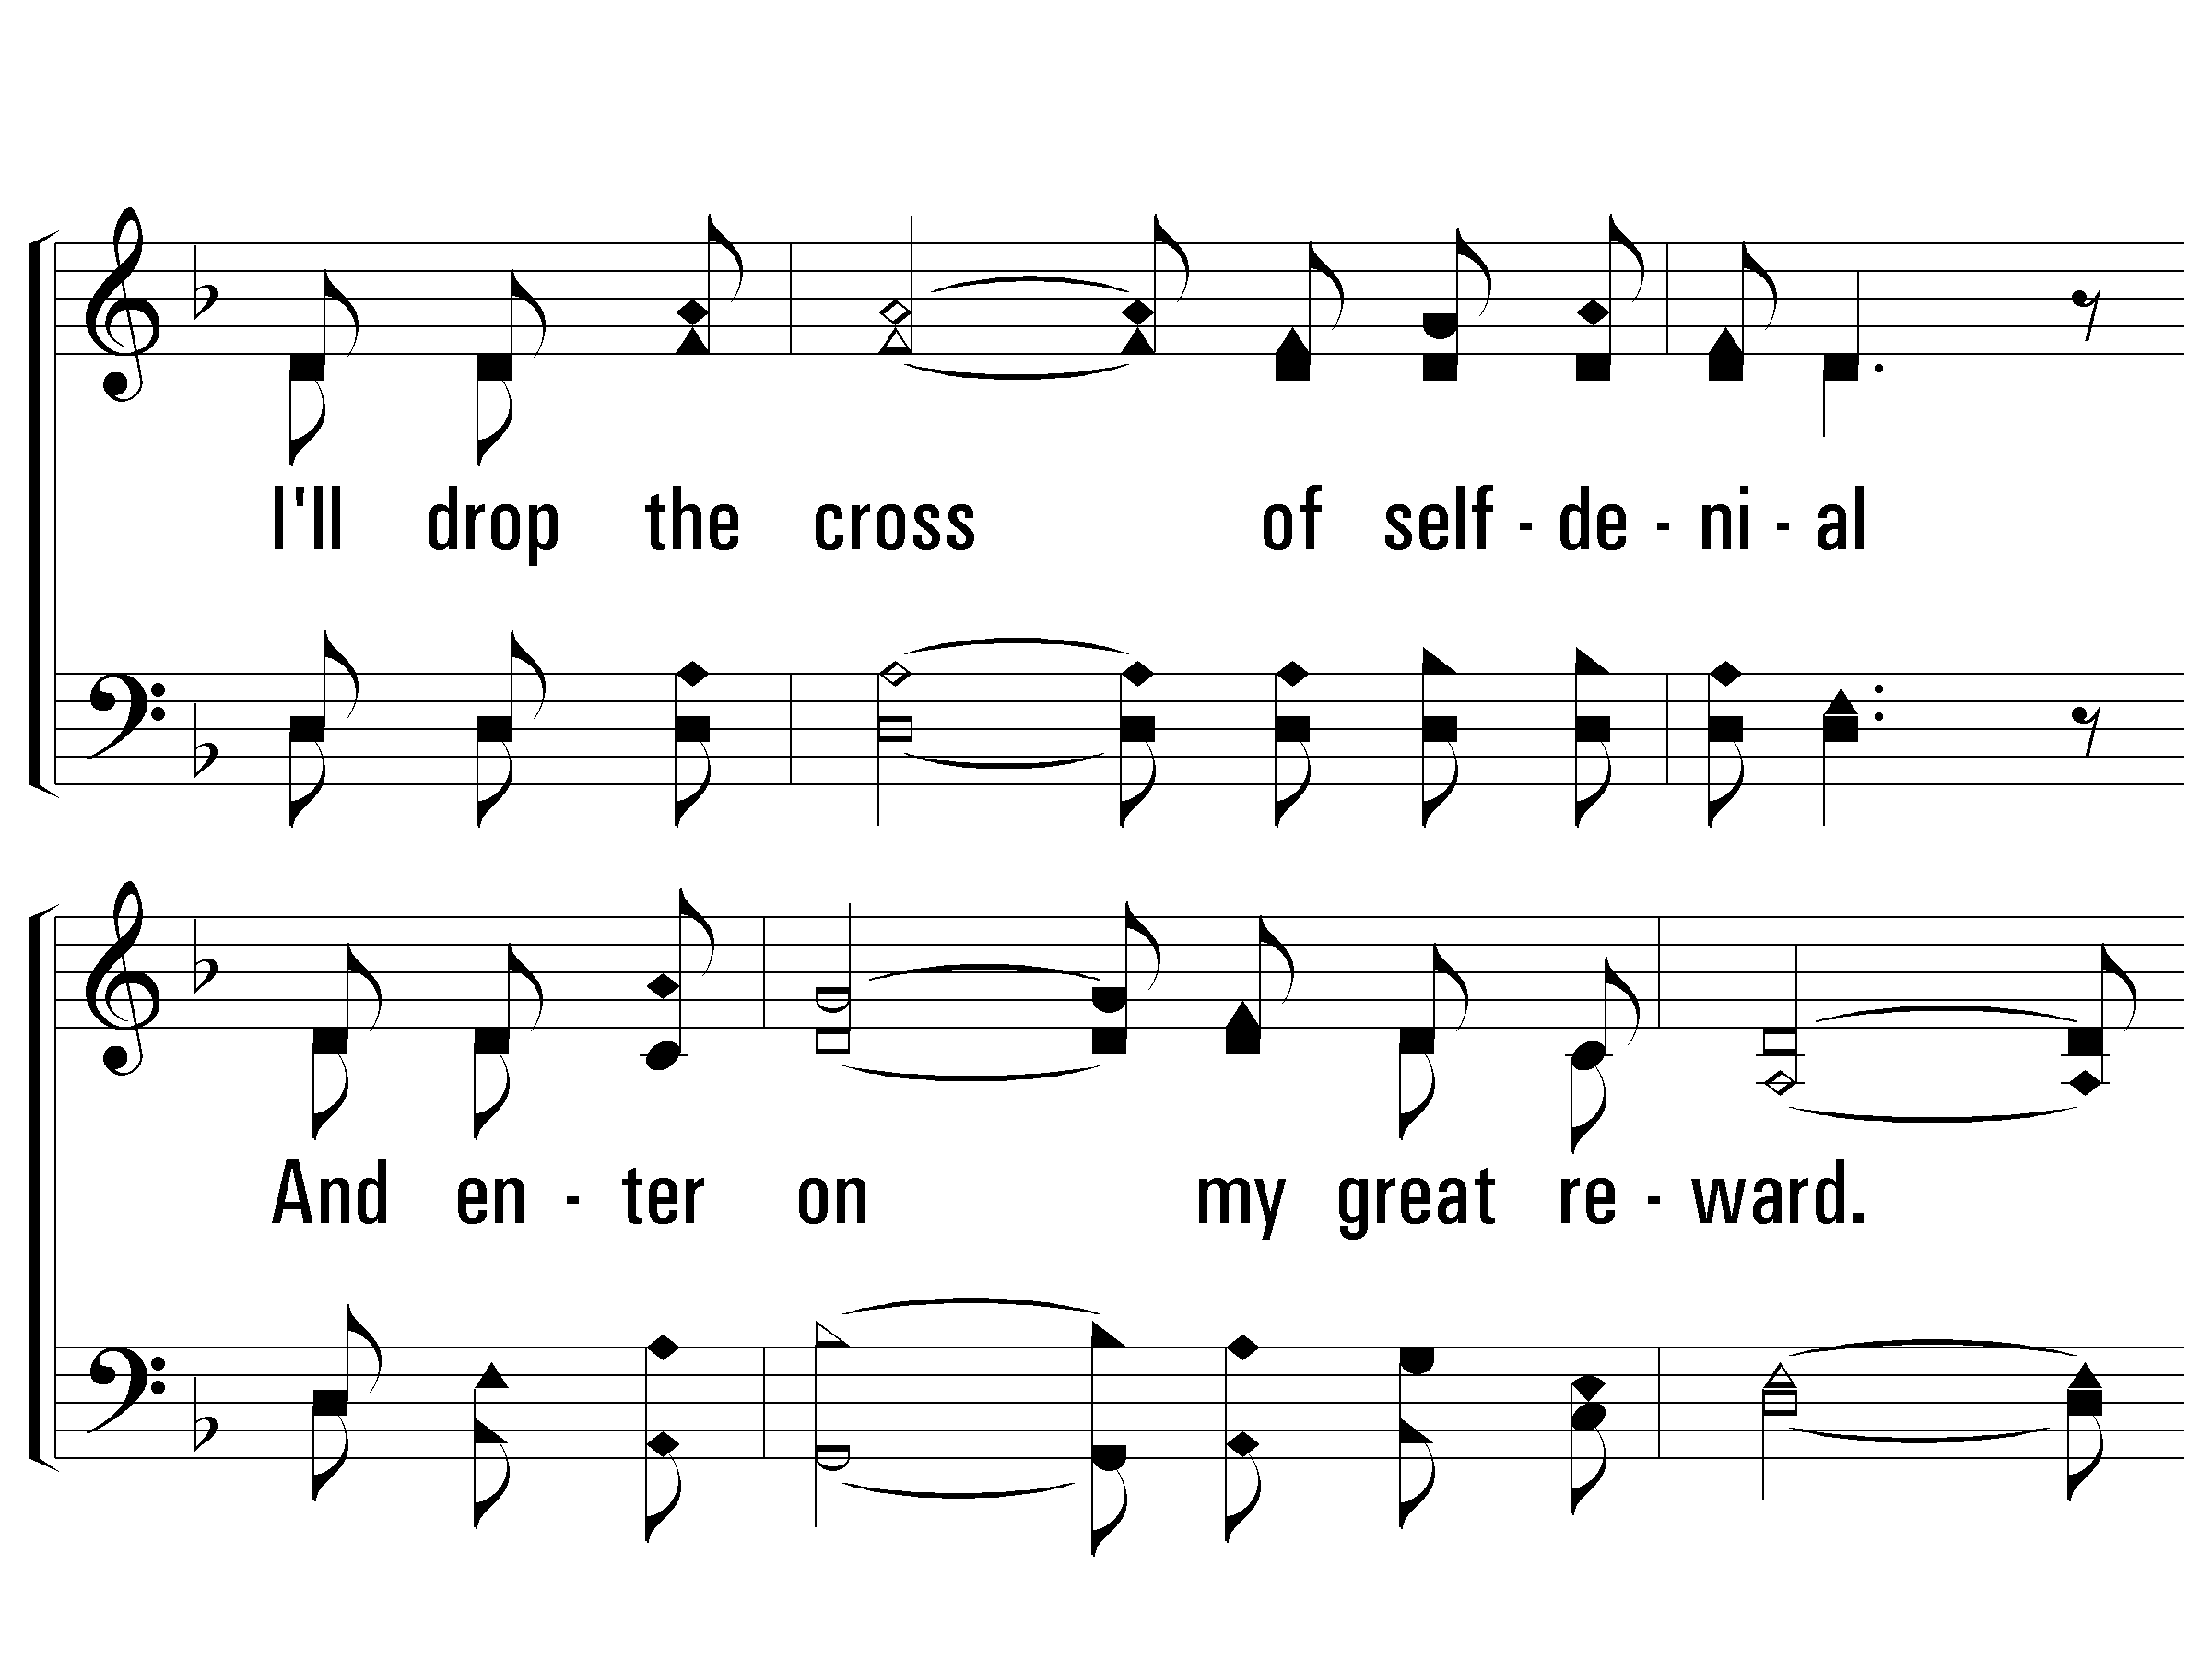 I'll drop the cross of self - de - ni - al
And en - ter on my great re - ward.